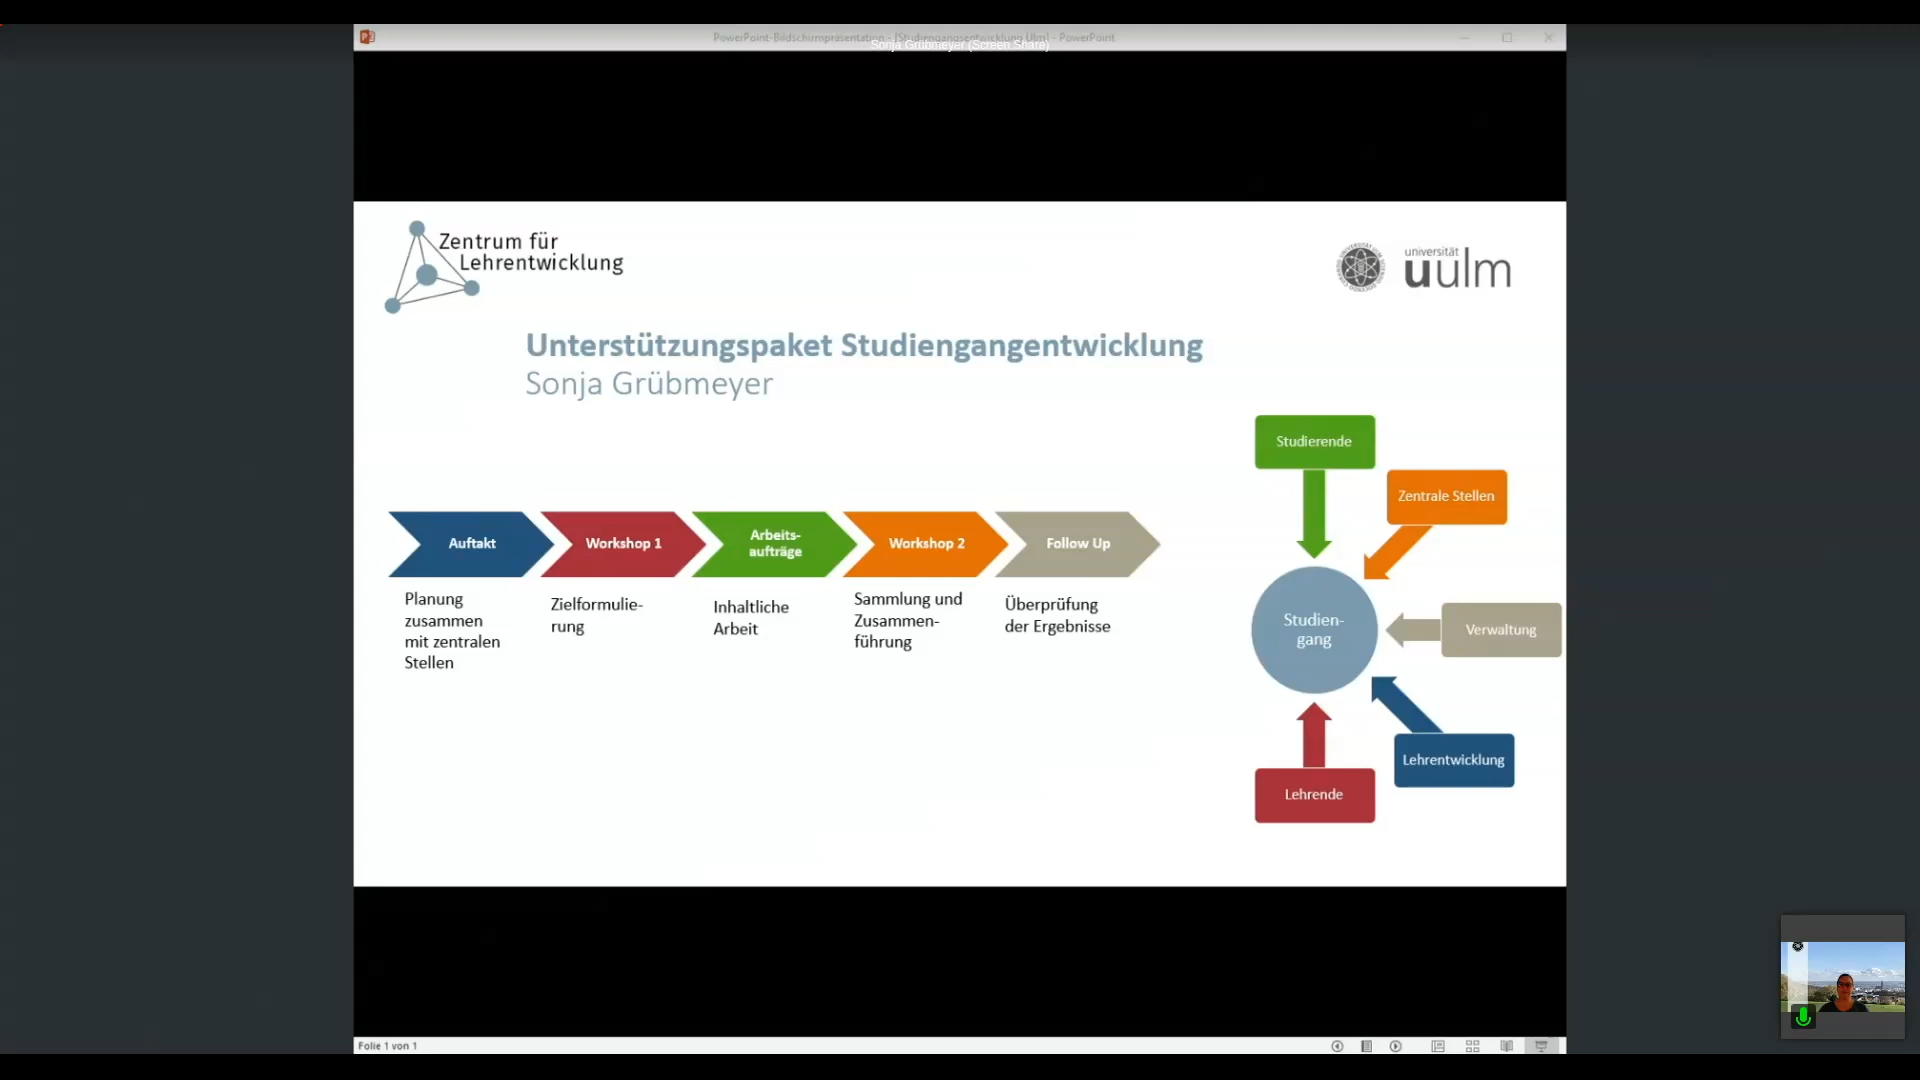 PowerPoint-Bildschirmpräsentation - [Studiengangsentwicklung Ulm] - PowerPoint
Sonja Grübmeyer (Screen Share)
Zentrum für
Lehrentwicklung
universität
uulm
Unterstützungspaket Studiengangentwicklung
Sonja Grübmeyer
Auftakt
Workshop 1
Arbeits-
aufträge
Workshop 2
Follow Up
Planung
zusammen
mit zentralen
Stellen
Zielformulie-
rung
Inhaltliche
Arbeit
Sammlung und
Zusammen-
führung
Überprüfung
der Ergebnisse
Studierende
Zentrale Stellen
Studien-
gang
Verwaltung
Lehrentwicklung
Lehrende
Folie 1 von 1